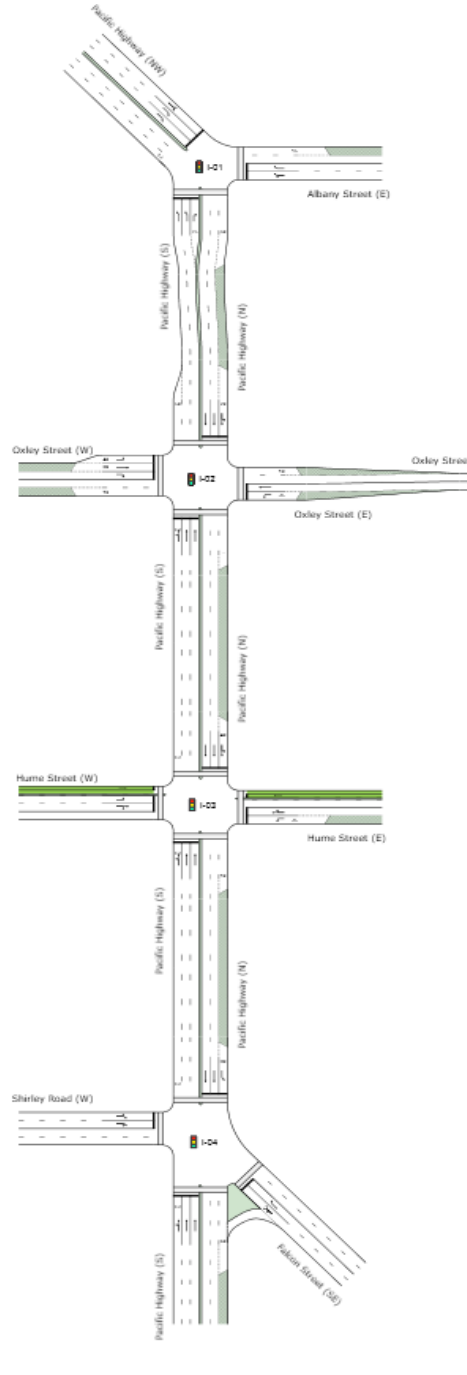 Pacific Highway (NW)
I-01
Albany Street (E)
Pacific Highway (S)
Pacific Highway (N)
Oxley Street (W)
Oxley Stree
I-02
Oxley Street (E)
Pacific Highway (S)
Pacific Highway (N)
Hume Street (W)
I-03
Hume Street (E)
Pacific Highway (S)
Pacific Highway (N)
Shirley Road (W)
I-04
Pacific Highway (S)
Falcon Street (SE)